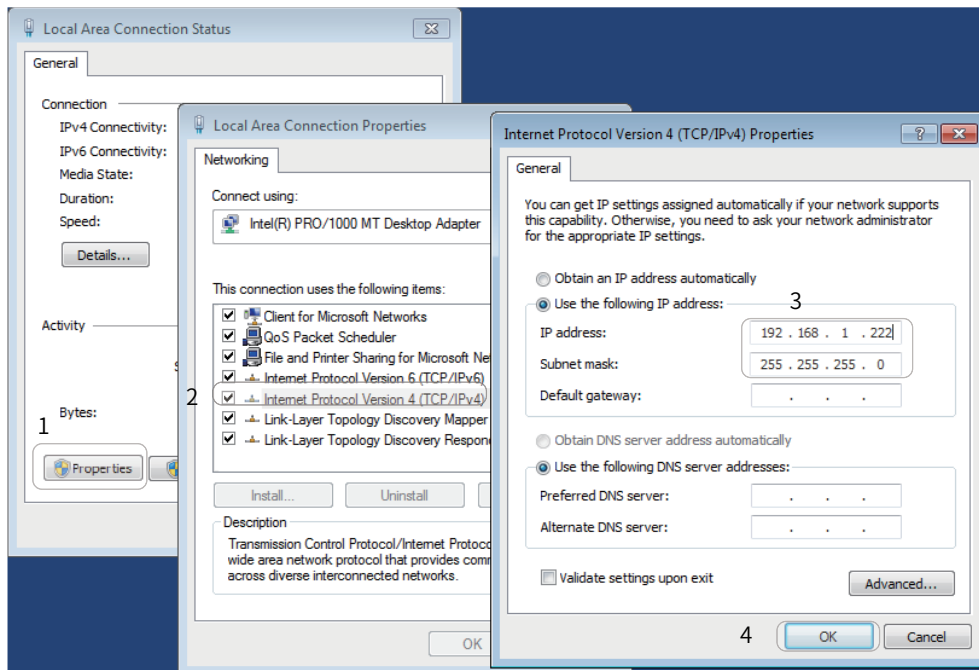 Local Area Connection Status
General
Connection
IPv4 Connectivity:
IPv6 Connectivity:
Media State:
Duration:
Speed:
Details...
Activity
Bytes:
1
Properties
Local Area Connection Properties
Networking
Connect using:
Intel(R) PRO/1000 MT Desktop Adapter
This connection uses the following items:
Client for Microsoft Networks
QoS Packet Scheduler
File and Printer Sharing for Microsoft Ne
Internet Protocol Version 6 (TCP/IPv6)
2
Internet Protocol Version 4 (TCP/IPv4)
Link-Layer Topology Discovery Mapper
Link-Layer Topology Discovery Respon
Install...
Uninstall
Description
Transmission Control Protocol/Internet Protoco
wide area network protocol that provides com
across diverse interconnected networks.
OK
Internet Protocol Version 4 (TCP/IPv4) Properties
General
You can get IP settings assigned automatically if your network supports
this capability. Otherwise, you need to ask your network administrator
for the appropriate IP settings.
Obtain an IP address automatically
Use the following IP address:
3
IP address: 192 . 168 . 1 . 222
Subnet mask: 255 . 255 . 255 . 0
Default gateway: . . .
Obtain DNS server address automatically
Use the following DNS server addresses:
Preferred DNS server: . . .
Alternate DNS server: . . .
Validate settings upon exit
Advanced...
4
OK
Cancel